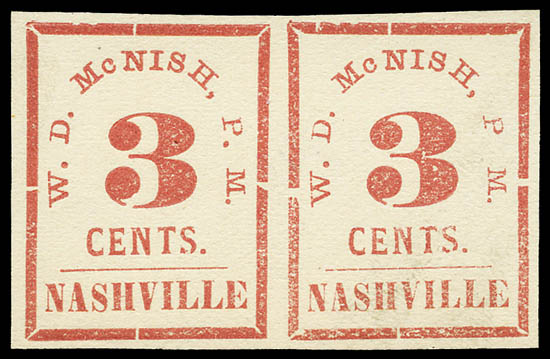 W. D. McNISH, P. M.
3
CENTS.
NASHVILLE
W. D. McNISH, P. M.
3
CENTS.
NASHVILLE